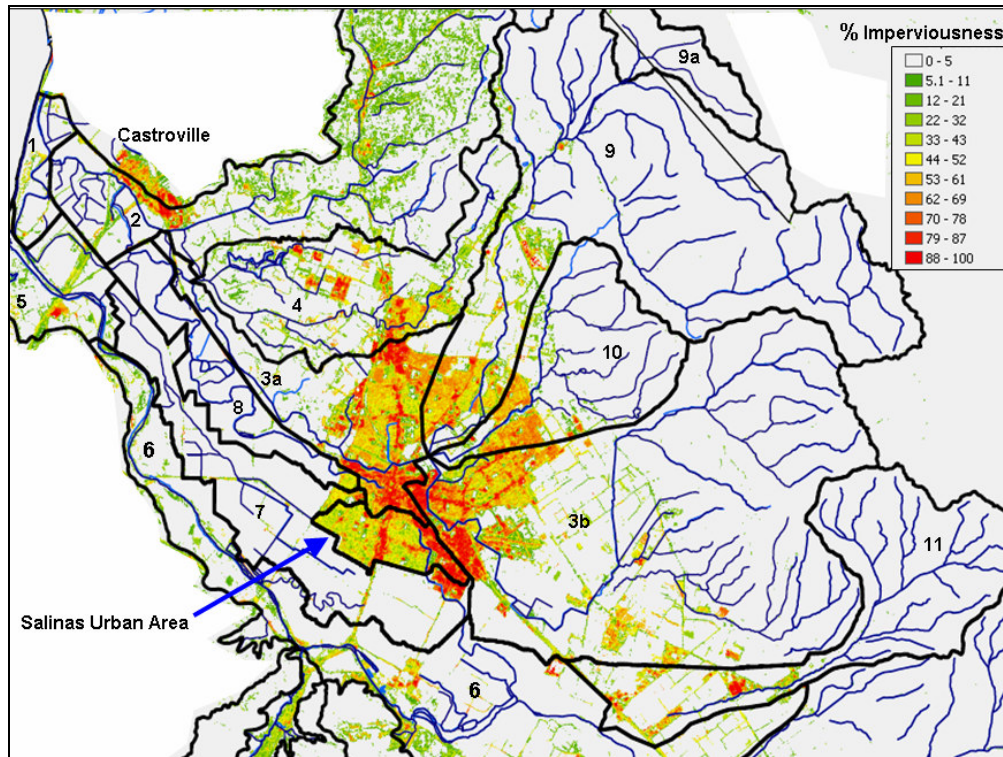 % Imperviousness
0 - 5
5.1 - 11
12 - 21
22 - 32
33 - 43
44 - 52
53 - 61
62 - 69
70 - 78
79 - 87
88 - 100
9a
Castroville
1
9
2
5
4
10
3a
8
6
7
3b
11
Salinas Urban Area
6